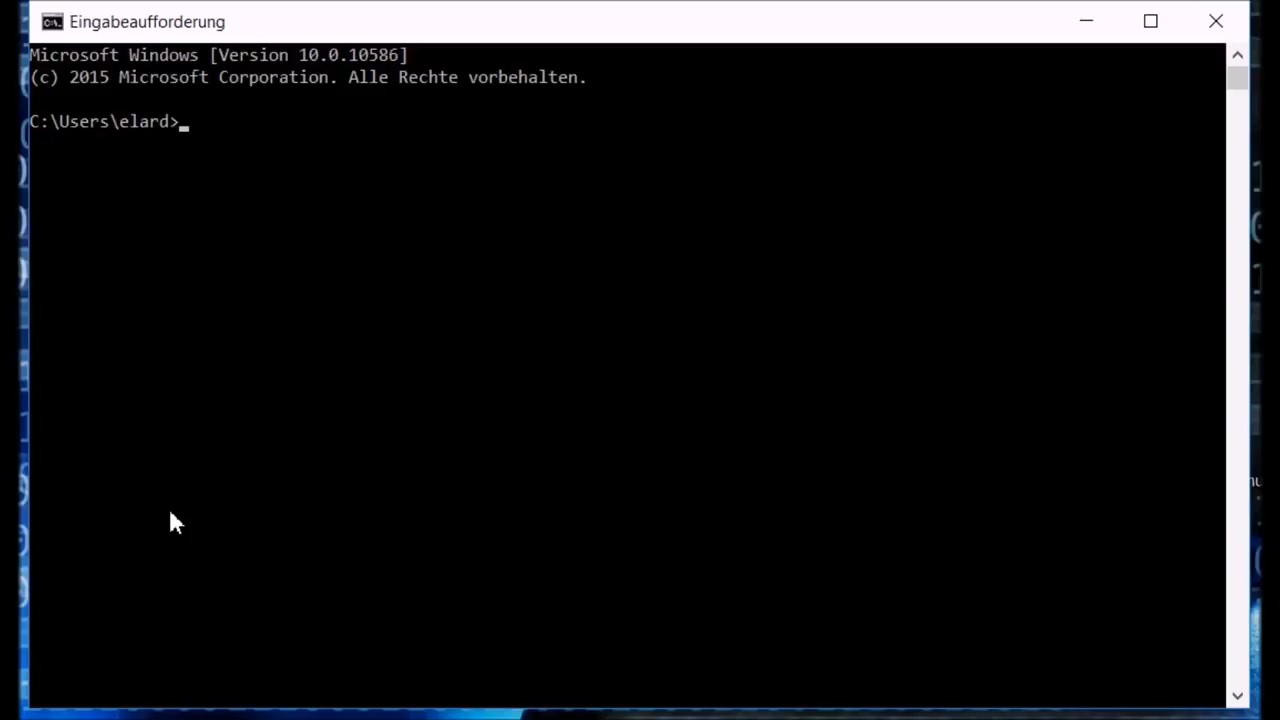 Eingabeaufforderung
Microsoft Windows [Version 10.0.10586]
(c) 2015 Microsoft Corporation. Alle Rechte vorbehalten.
C:\Users\elard>